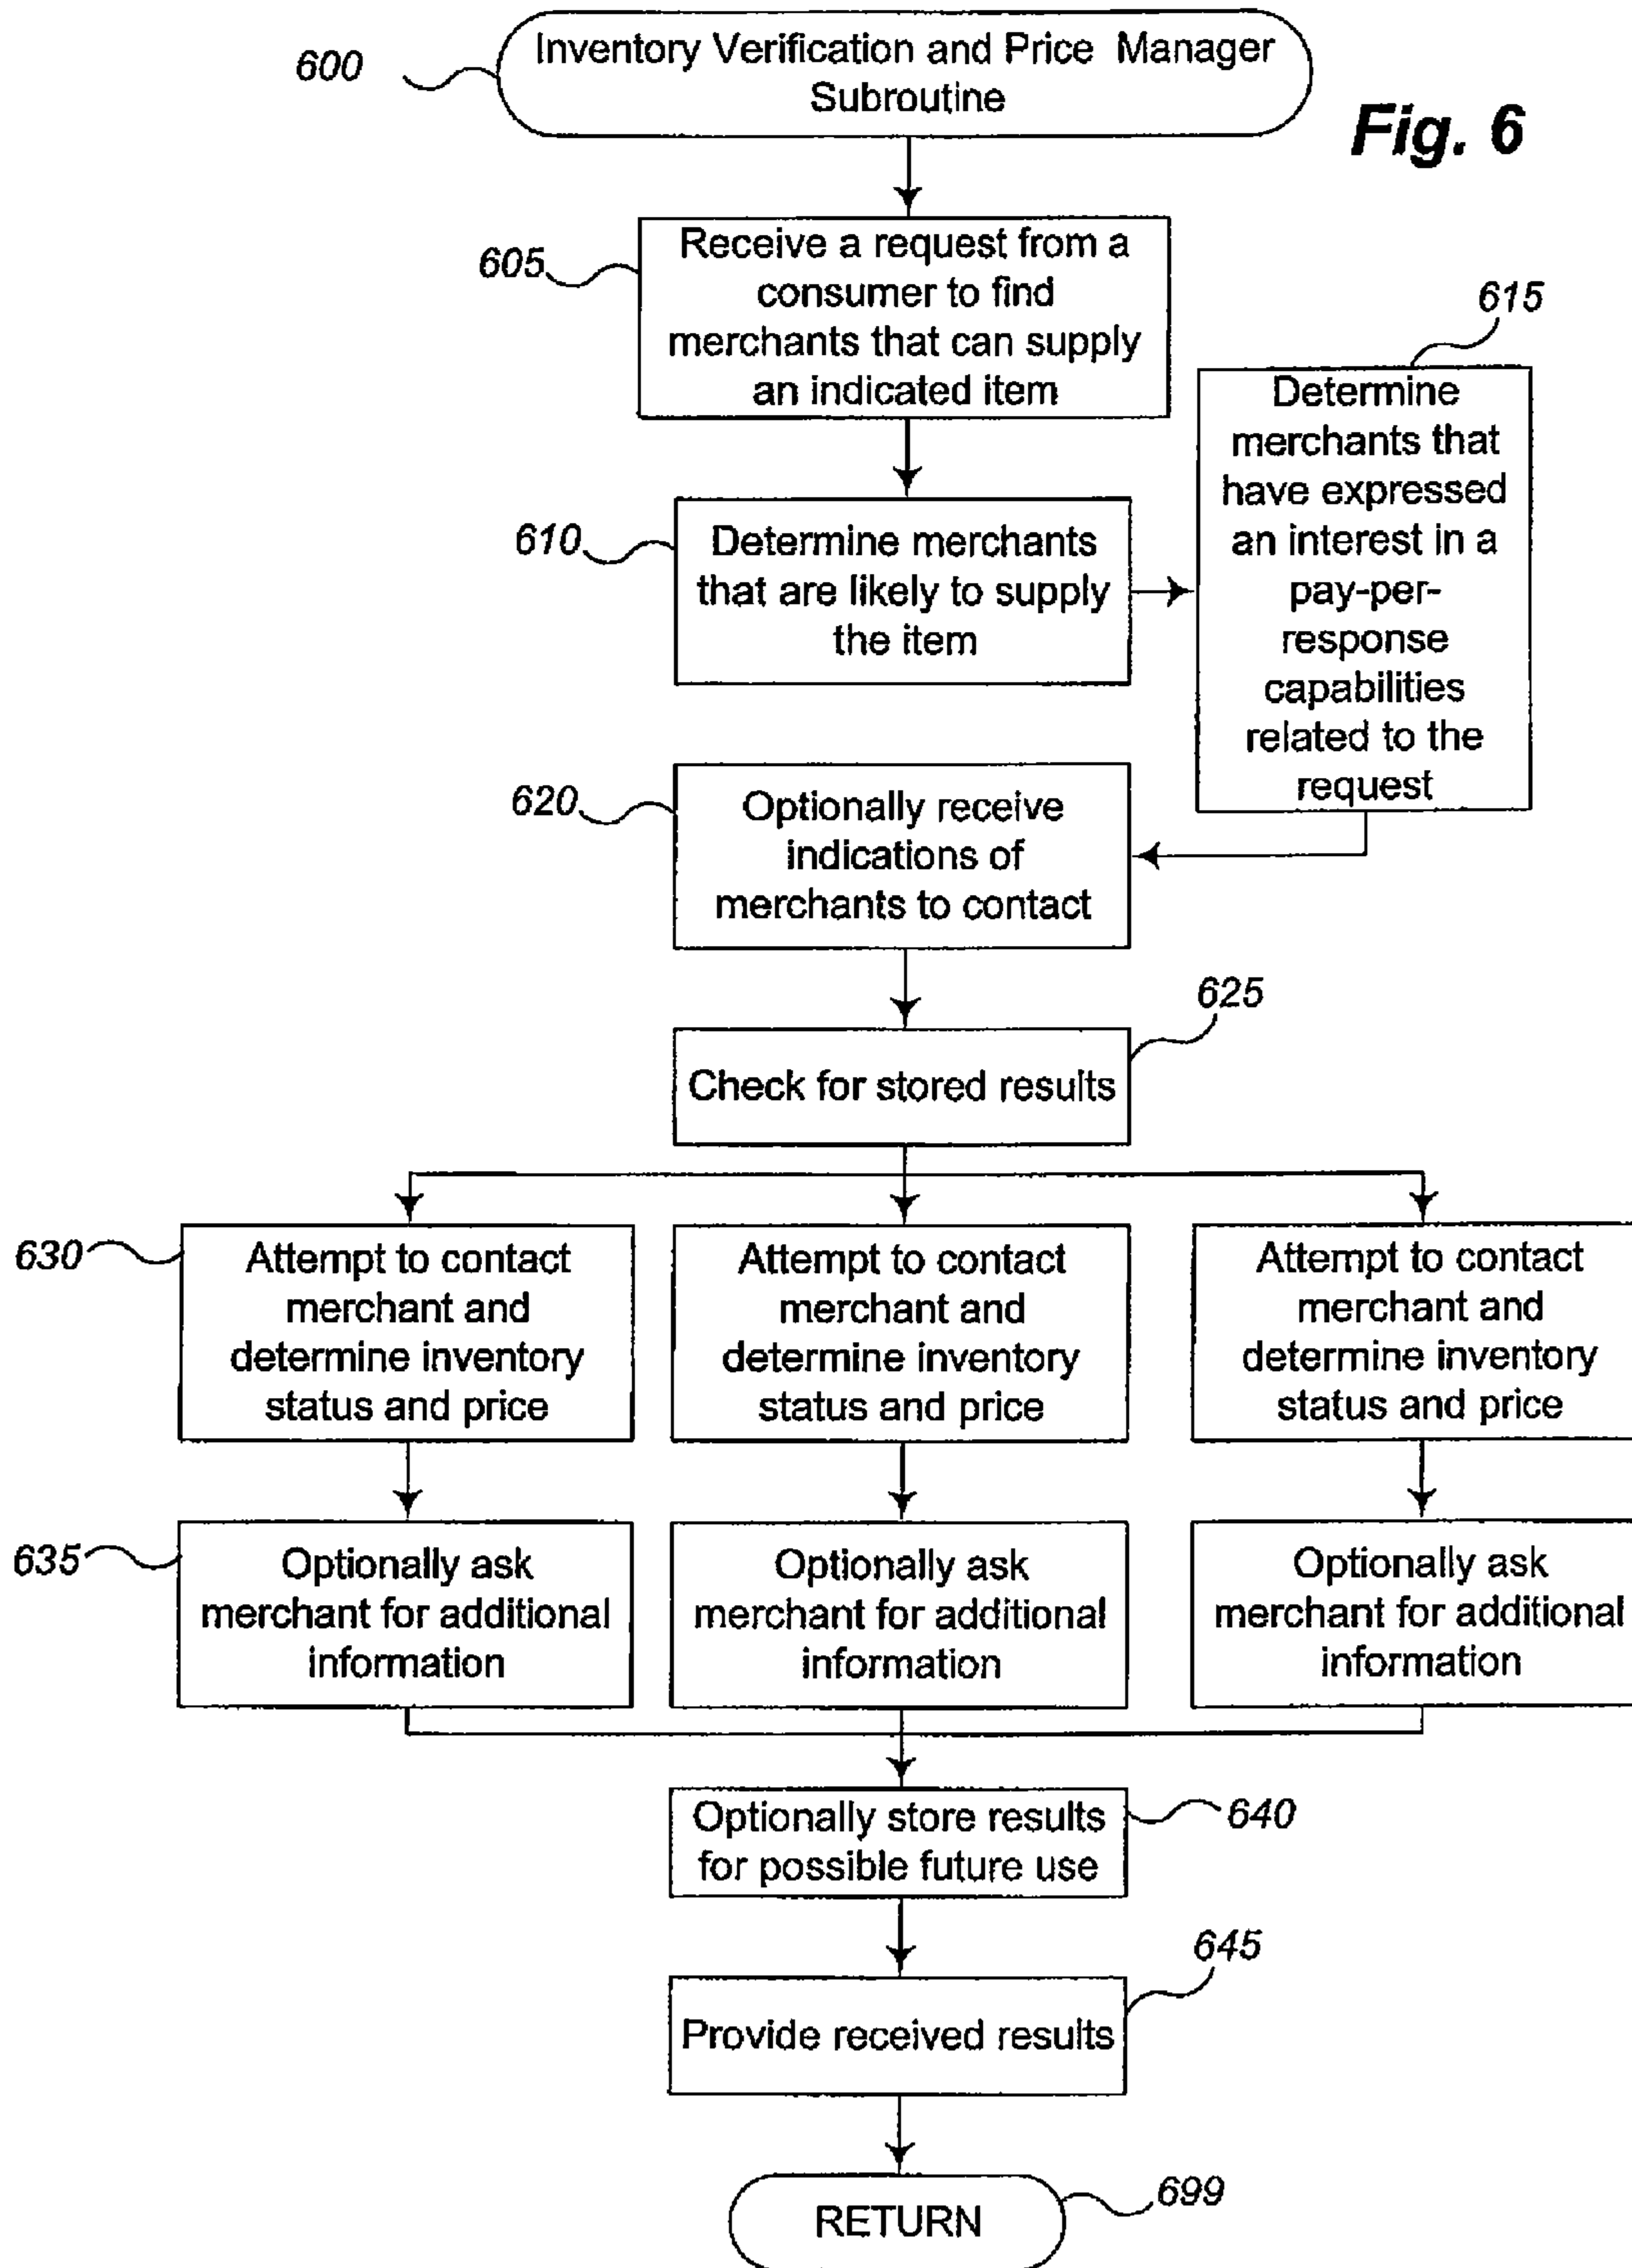 600
Inventory Verification and Price Manager
Subroutine
Fig. 6
605
Receive a request from a
consumer to find
merchants that can supply
an indicated item
610
Determine merchants
that are likely to supply
the item
615
Determine
merchants that
have expressed
an interest in a
pay-per-
response
capabilities
related to the
request
620
Optionally receive
indications of
merchants to contact
625
Check for stored results
630
Attempt to contact
merchant and
determine inventory
status and price
Attempt to contact
merchant and
determine inventory
status and price
Attempt to contact
merchant and
determine inventory
status and price
635
Optionally ask
merchant for additional
information
Optionally ask
merchant for additional
information
Optionally ask
merchant for additional
information
Optionally store results
for possible future use
640
645
Provide received results
RETURN
699